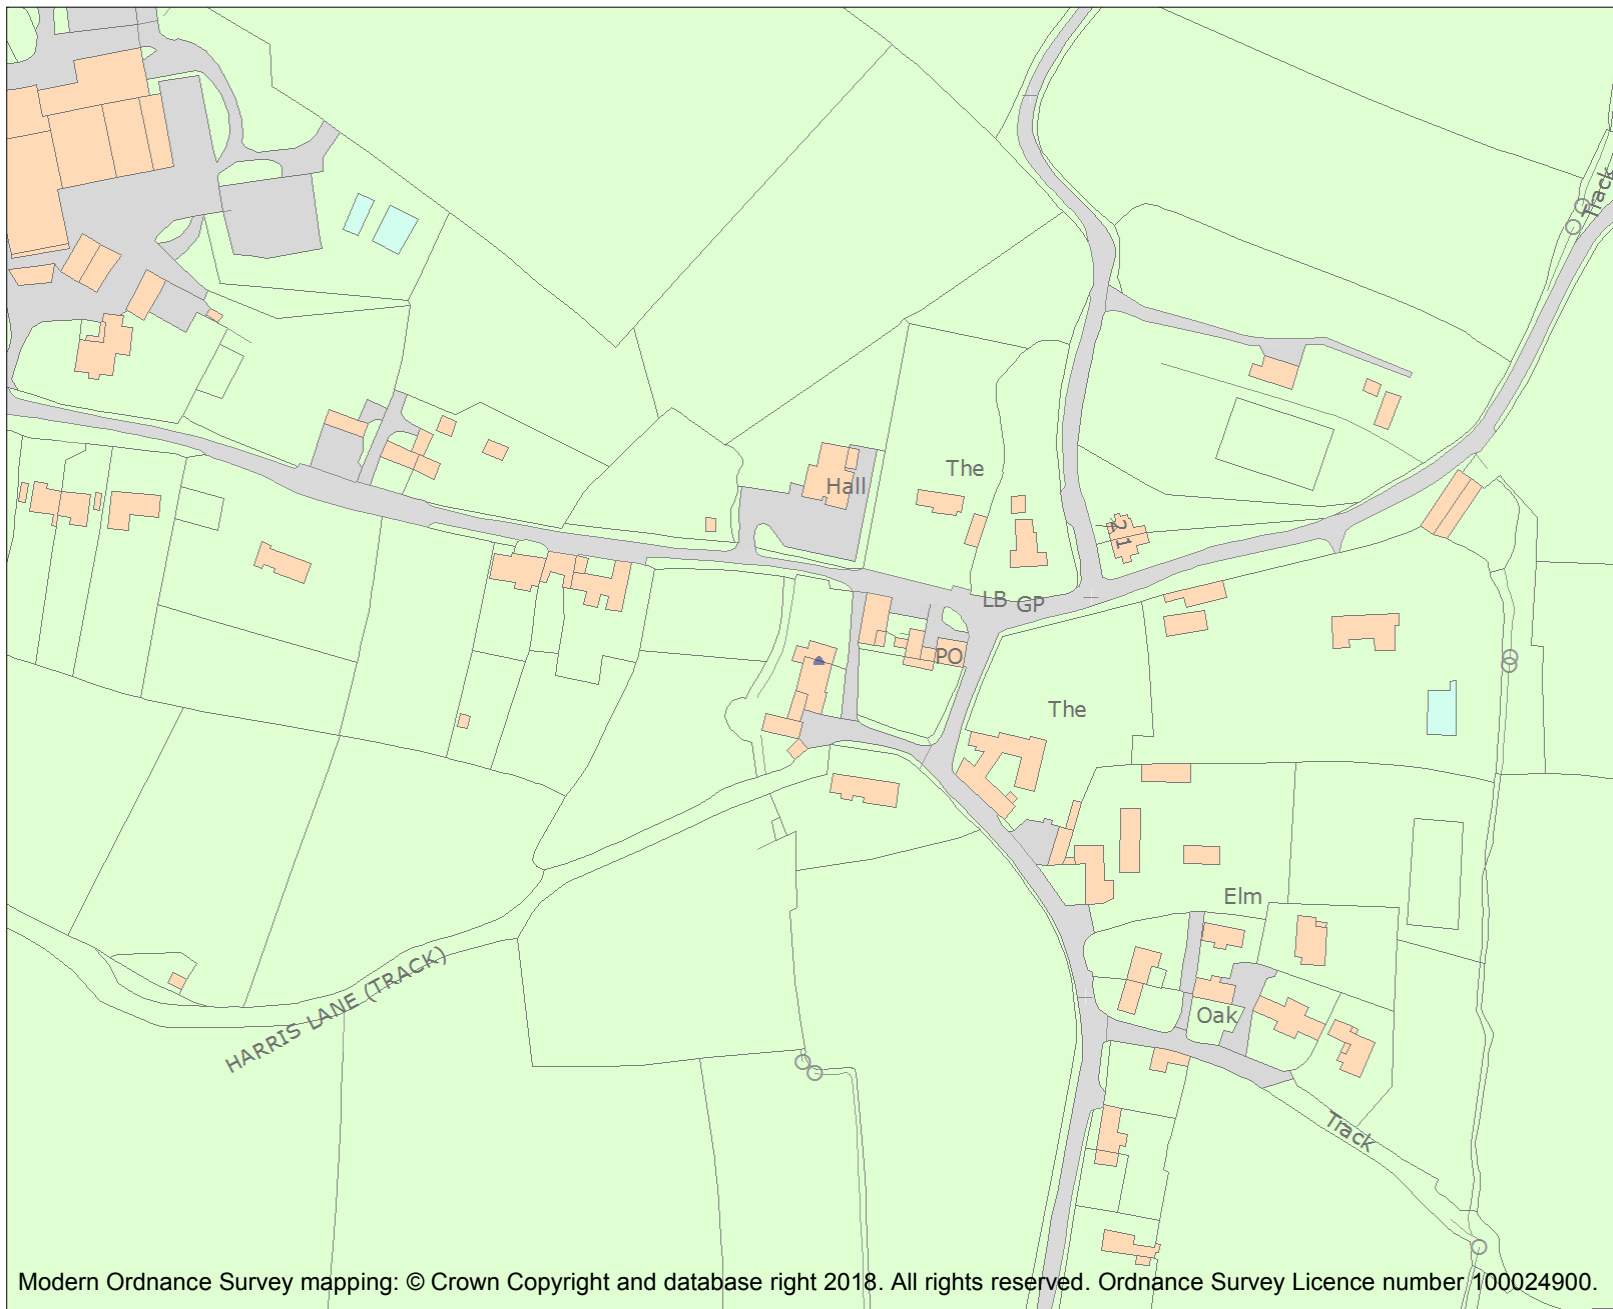 Track
The
Hall
21
LB GP
PO
The
Elm
HARRIS LANE (TRACK)
Oak
Track
Modern Ordnance Survey mapping: © Crown Copyright and database right 2018. All rights reserved. Ordnance Survey Licence number 100024900.